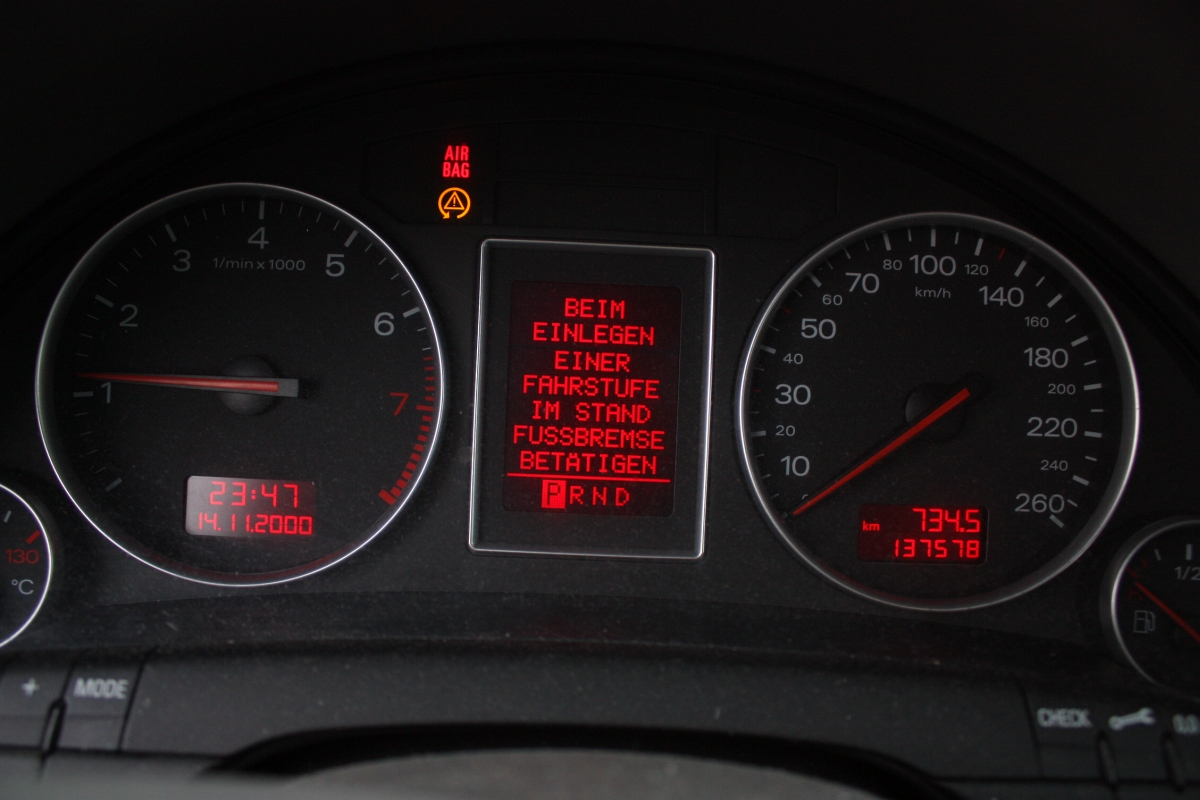 AIR
BAG
1/min x 1000
1
2
3
4
5
6
7
23:47
14.11.2000
BEIM
EINLEGEN
EINER
FAHRSTUFE
IM STAND
FUSSBREMSE
BETÄTIGEN
P R N D
10
20
30
40
50
60
70
80
100
120
140
160
180
200
220
240
260
km/h
km 734.5
137578
130
°C
1/2
+
MODE
CHECK